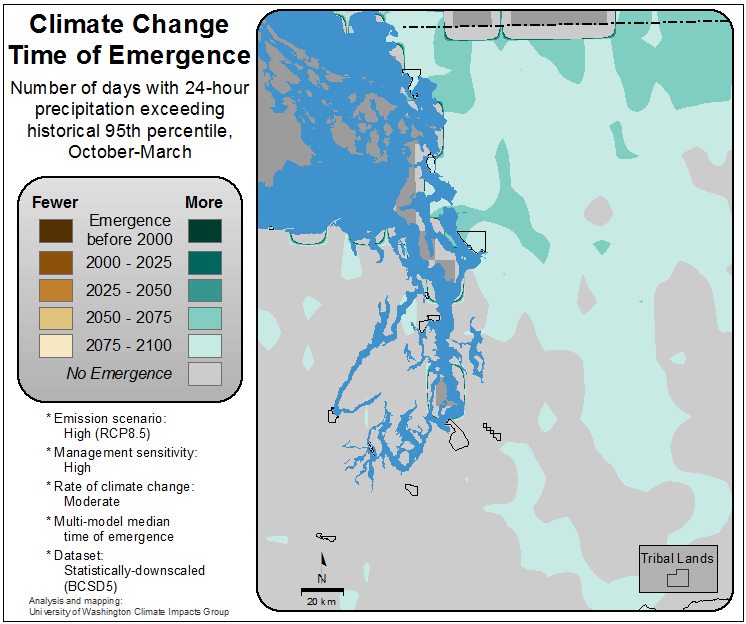 Climate Change
Time of Emergence
Number of days with 24-hour
precipitation exceeding
historical 95th percentile,
October-March
Fewer More
Emergence
before 2000
2000 - 2025
2025 - 2050
2050 - 2075
2075 - 2100
No Emergence
* Emission scenario:
High (RCP8.5)
* Management sensitivity:
High
* Rate of climate change:
Moderate
* Multi-model median
time of emergence
* Dataset:
Statistically-downscaled
(BCSD5)
Analysis and mapping:
University of Washington Climate Impacts Group
N
20 km
Tribal Lands